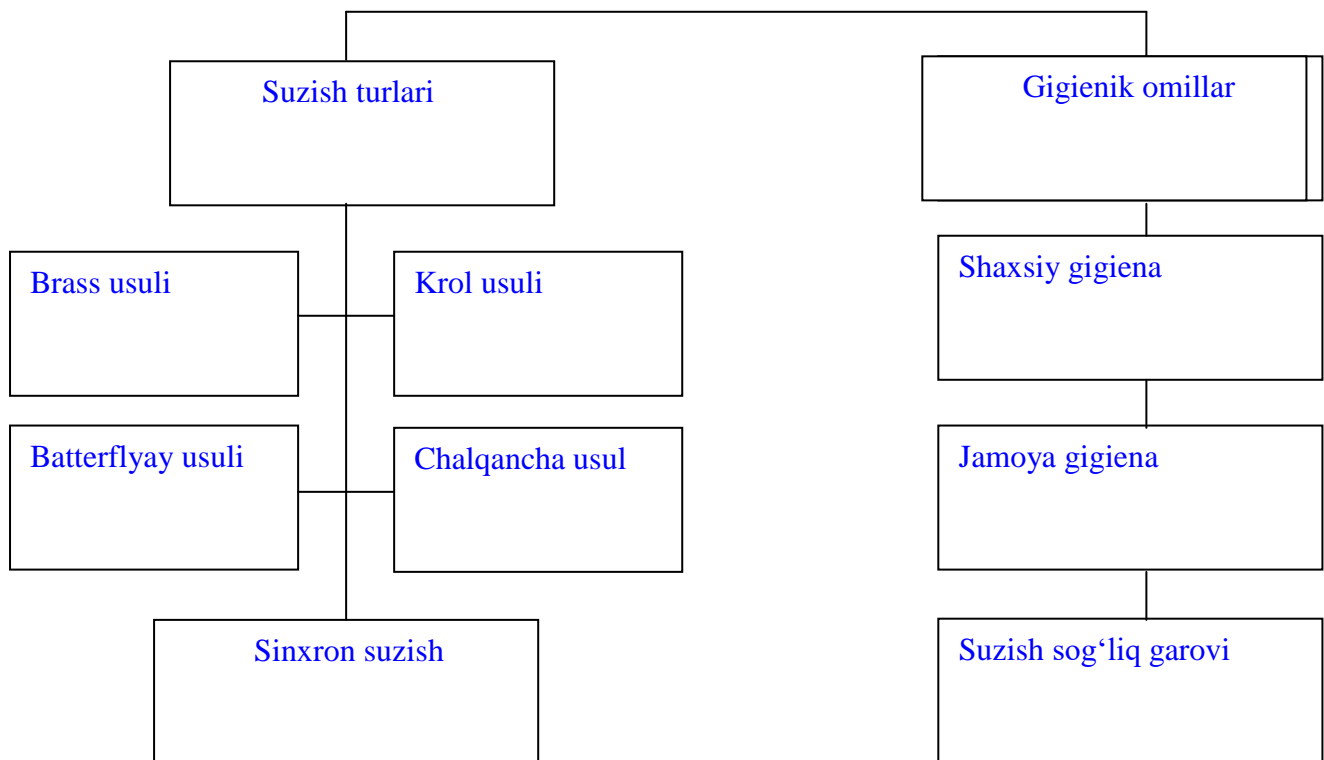 Suzish turlari
Gigienik omillar
Brass usuli
Krol usuli
Shaxsiy gigiena
Batterflyay usuli
Chalqancha usul
Jamoya gigiena
Sinxron suzish
Suzish sog‘liq garovi